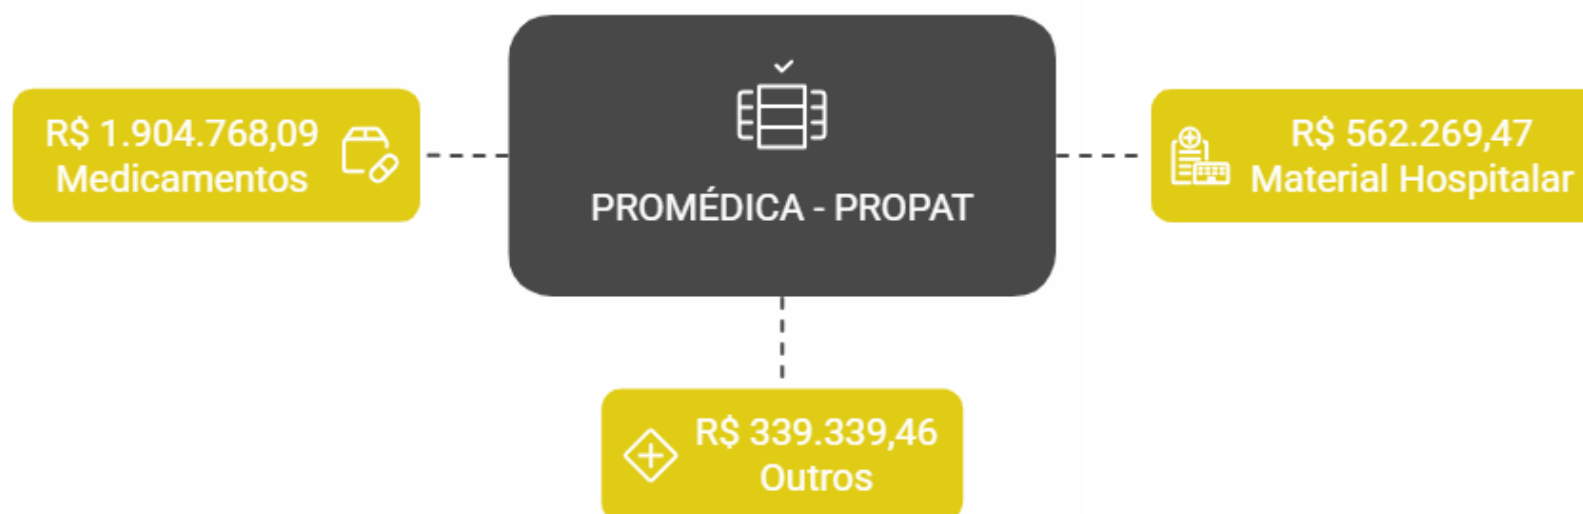 R$ 1.904.768,09
Medicamentos
PROMÉDICA - PROPAT
R$ 562.269,47
Material Hospitalar
R$ 339.339,46
Outros